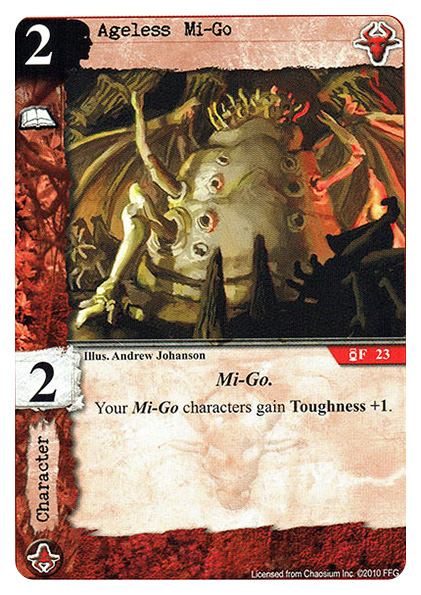 2
Ageless Mi-Go
Illus. Andrew Johanson
F 23
2
Mi-Go.
Your Mi-Go characters gain Toughness +1.
Character
Licensed from Chaosium Inc. ©2010 FFG